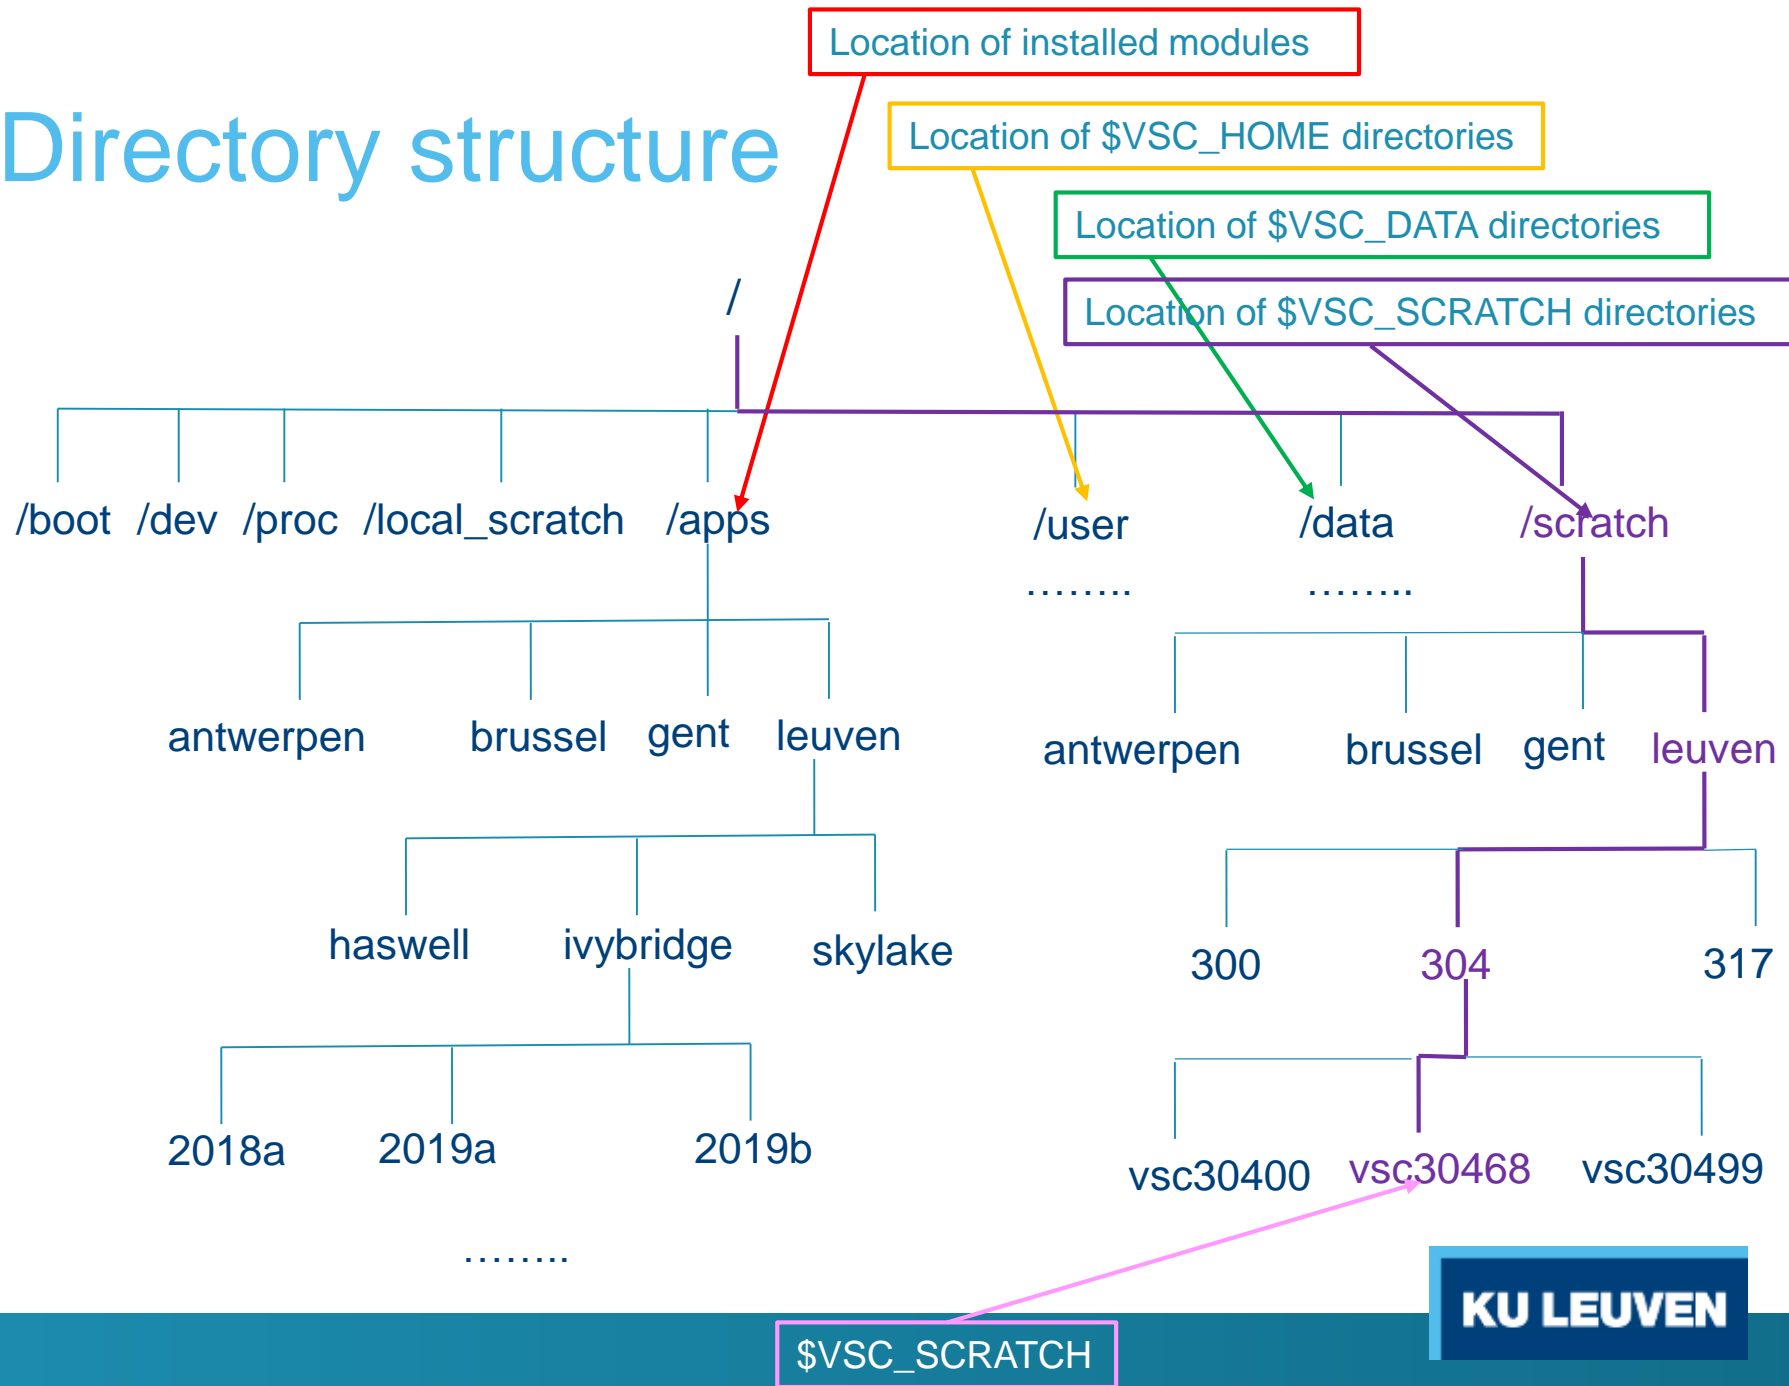 Location of installed modules
Directory structure
Location of $VSC_HOME directories
Location of $VSC_DATA directories
/
Location of $VSC_SCRATCH directories
/boot /dev /proc /local_scratch /apps /user /data /scratch
…….. ……..
antwerpen brussel gent leuven antwerpen brussel gent leuven
haswell ivybridge skylake 300 304 317
2018a 2019a 2019b vsc30400 vsc30468 vsc30499
……..
KU LEUVEN
$VSC_SCRATCH